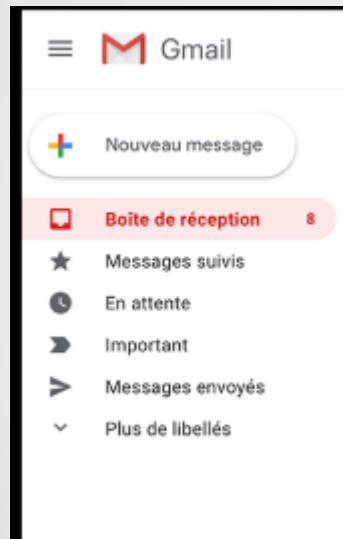 Gmail
Nouveau message
Boîte de réception 8
Messages suivis
En attente
Important
Messages envoyés
Plus de libellés